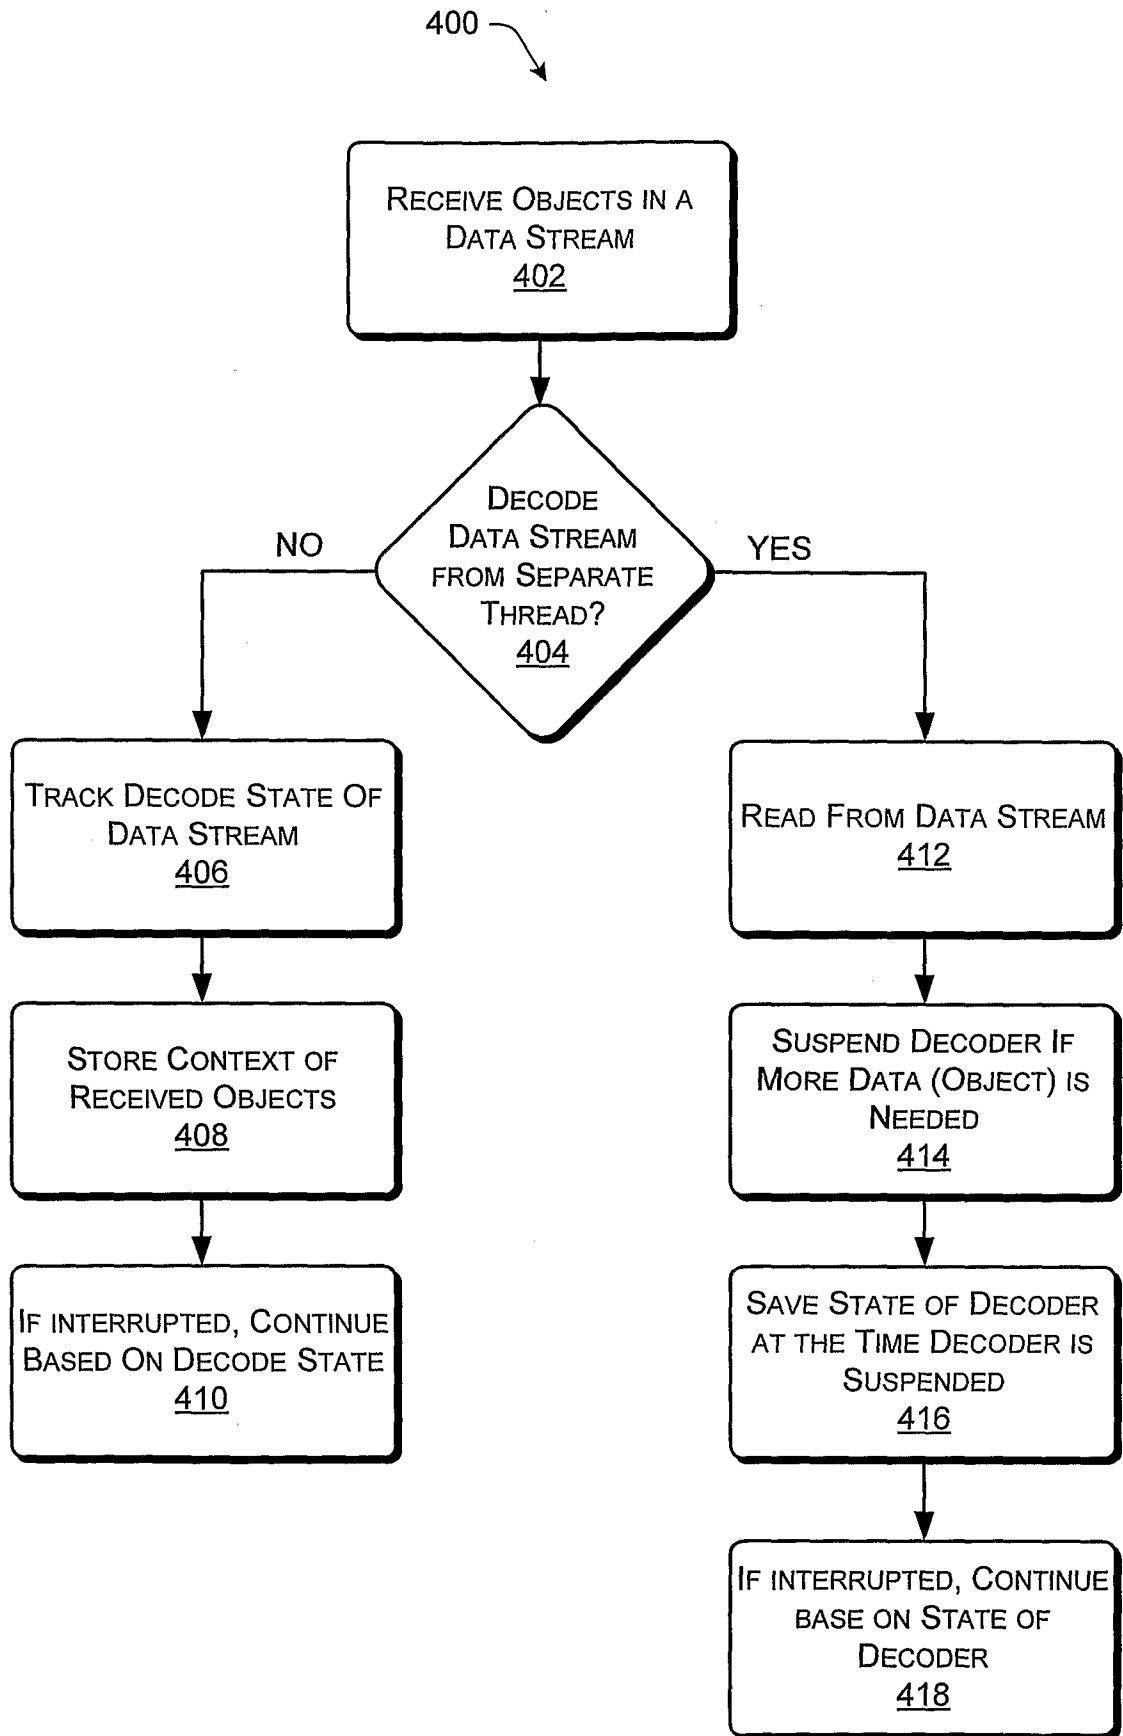 400
RECEIVE OBJECTS IN A
DATA STREAM
402
DECODE
DATA STREAM
FROM SEPARATE
THREAD?
404
NO
YES
TRACK DECODE STATE OF
DATA STREAM
406
READ FROM DATA STREAM
412
STORE CONTEXT OF
RECEIVED OBJECTS
408
SUSPEND DECODER IF
MORE DATA (OBJECT) IS
NEEDED
414
IF INTERRUPTED, CONTINUE
BASED ON DECODE STATE
410
SAVE STATE OF DECODER
AT THE TIME DECODER IS
SUSPENDED
416
IF INTERRUPTED, CONTINUE
BASE ON STATE OF
DECODER
418